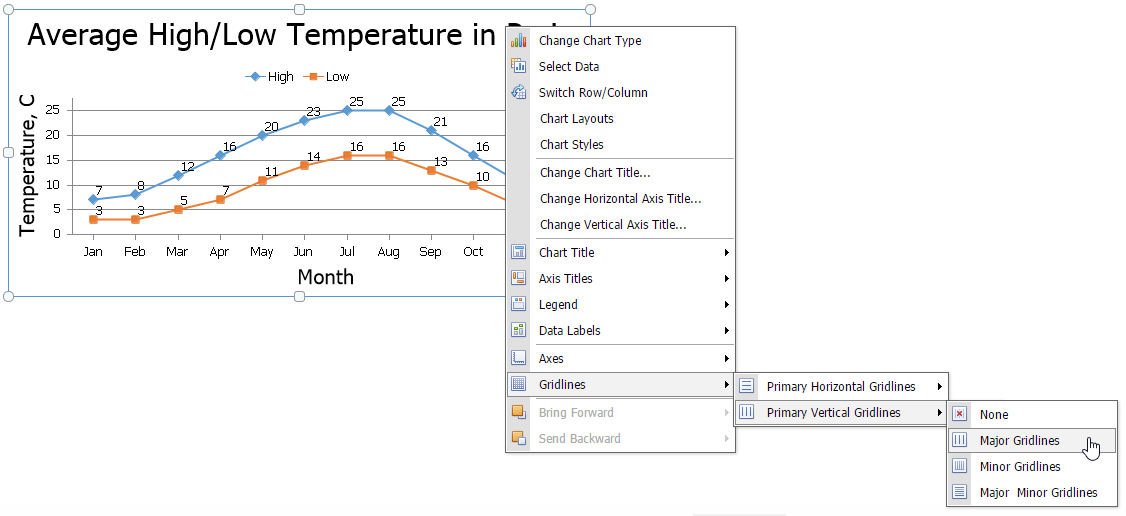 Average High/Low Temperature in
High Low
Temperature, C
25
20
15
10
5
0
7 8 12 16 20 23 25 25 21 16
3 3 5 7 11 14 16 16 13 10
Jan Feb Mar Apr May Jun Jul Aug Sep Oct
Month
Change Chart Type
Select Data
Switch Row/Column
Chart Layouts
Chart Styles
Change Chart Title...
Change Horizontal Axis Title...
Change Vertical Axis Title...
Chart Title
Axis Titles
Legend
Data Labels
Axes
Gridlines
Bring Forward
Send Backward
Primary Horizontal Gridlines
Primary Vertical Gridlines
None
Major Gridlines
Minor Gridlines
Major Minor Gridlines